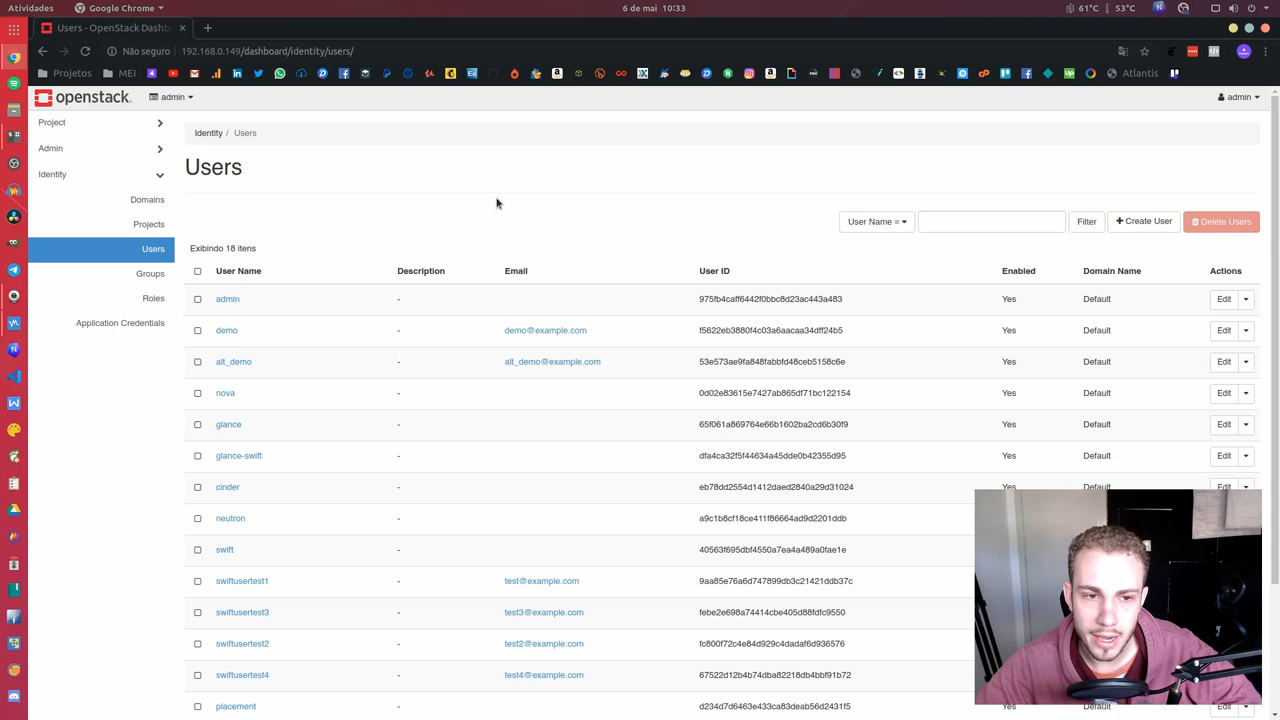 Atividades Google Chrome 6 de mai 10:33 61°C 53°C
Users - OpenStack Dashb
Não seguro 192.168.0.149/dashboard/identity/users/
Projetos MEI Atlantis
openstack. admin admin
Project
Admin
Identity
Domains
Projects
Users
Groups
Roles
Application Credentials
Identity / Users
Users
User Name = Filter Create User Delete Users
Exibindo 18 itens
User Name Description Email User ID Enabled Domain Name Actions
admin - 975fb4caff6442f0bbc8d23ac443a483 Yes Default Edit
demo - demo@example.com f5622eb3880f4c03a6aacaa34dff24b5 Yes Default Edit
alt_demo - alt_demo@example.com 53e573ae9fa848fabbfd48ceb5158c6e Yes Default Edit
nova - 0d02e83615e7427ab865df71bc122154 Yes Default Edit
glance - 65f061a869764e66b1602ba2cd6b30f9 Yes Default Edit
glance-swift - dfa4ca32f5f44634a45dde0b42355d95 Yes Default Edit
cinder - eb78dd2554d1412daed2840a29d31024 Yes Default Edit
neutron - a9c1b8cf18ce411f86664ad9d2201ddb
swift - 40563f695dbf4550a7ea4a489a0fae1e
swiftusertest1 - test@example.com 9aa85e76a6d747899db3c21421ddb37c
swiftusertest3 - test3@example.com febe2e698a74414cbe405d88fdfc9550
swiftusertest2 - test2@example.com fc800f72c4e84d929c4dadaf6d936576
swiftusertest4 - test4@example.com 67522d12b4b74dba82218db4bbf91b72
placement - d234d7d6463e433ca83deab56d2431f5 Yes Default Edit